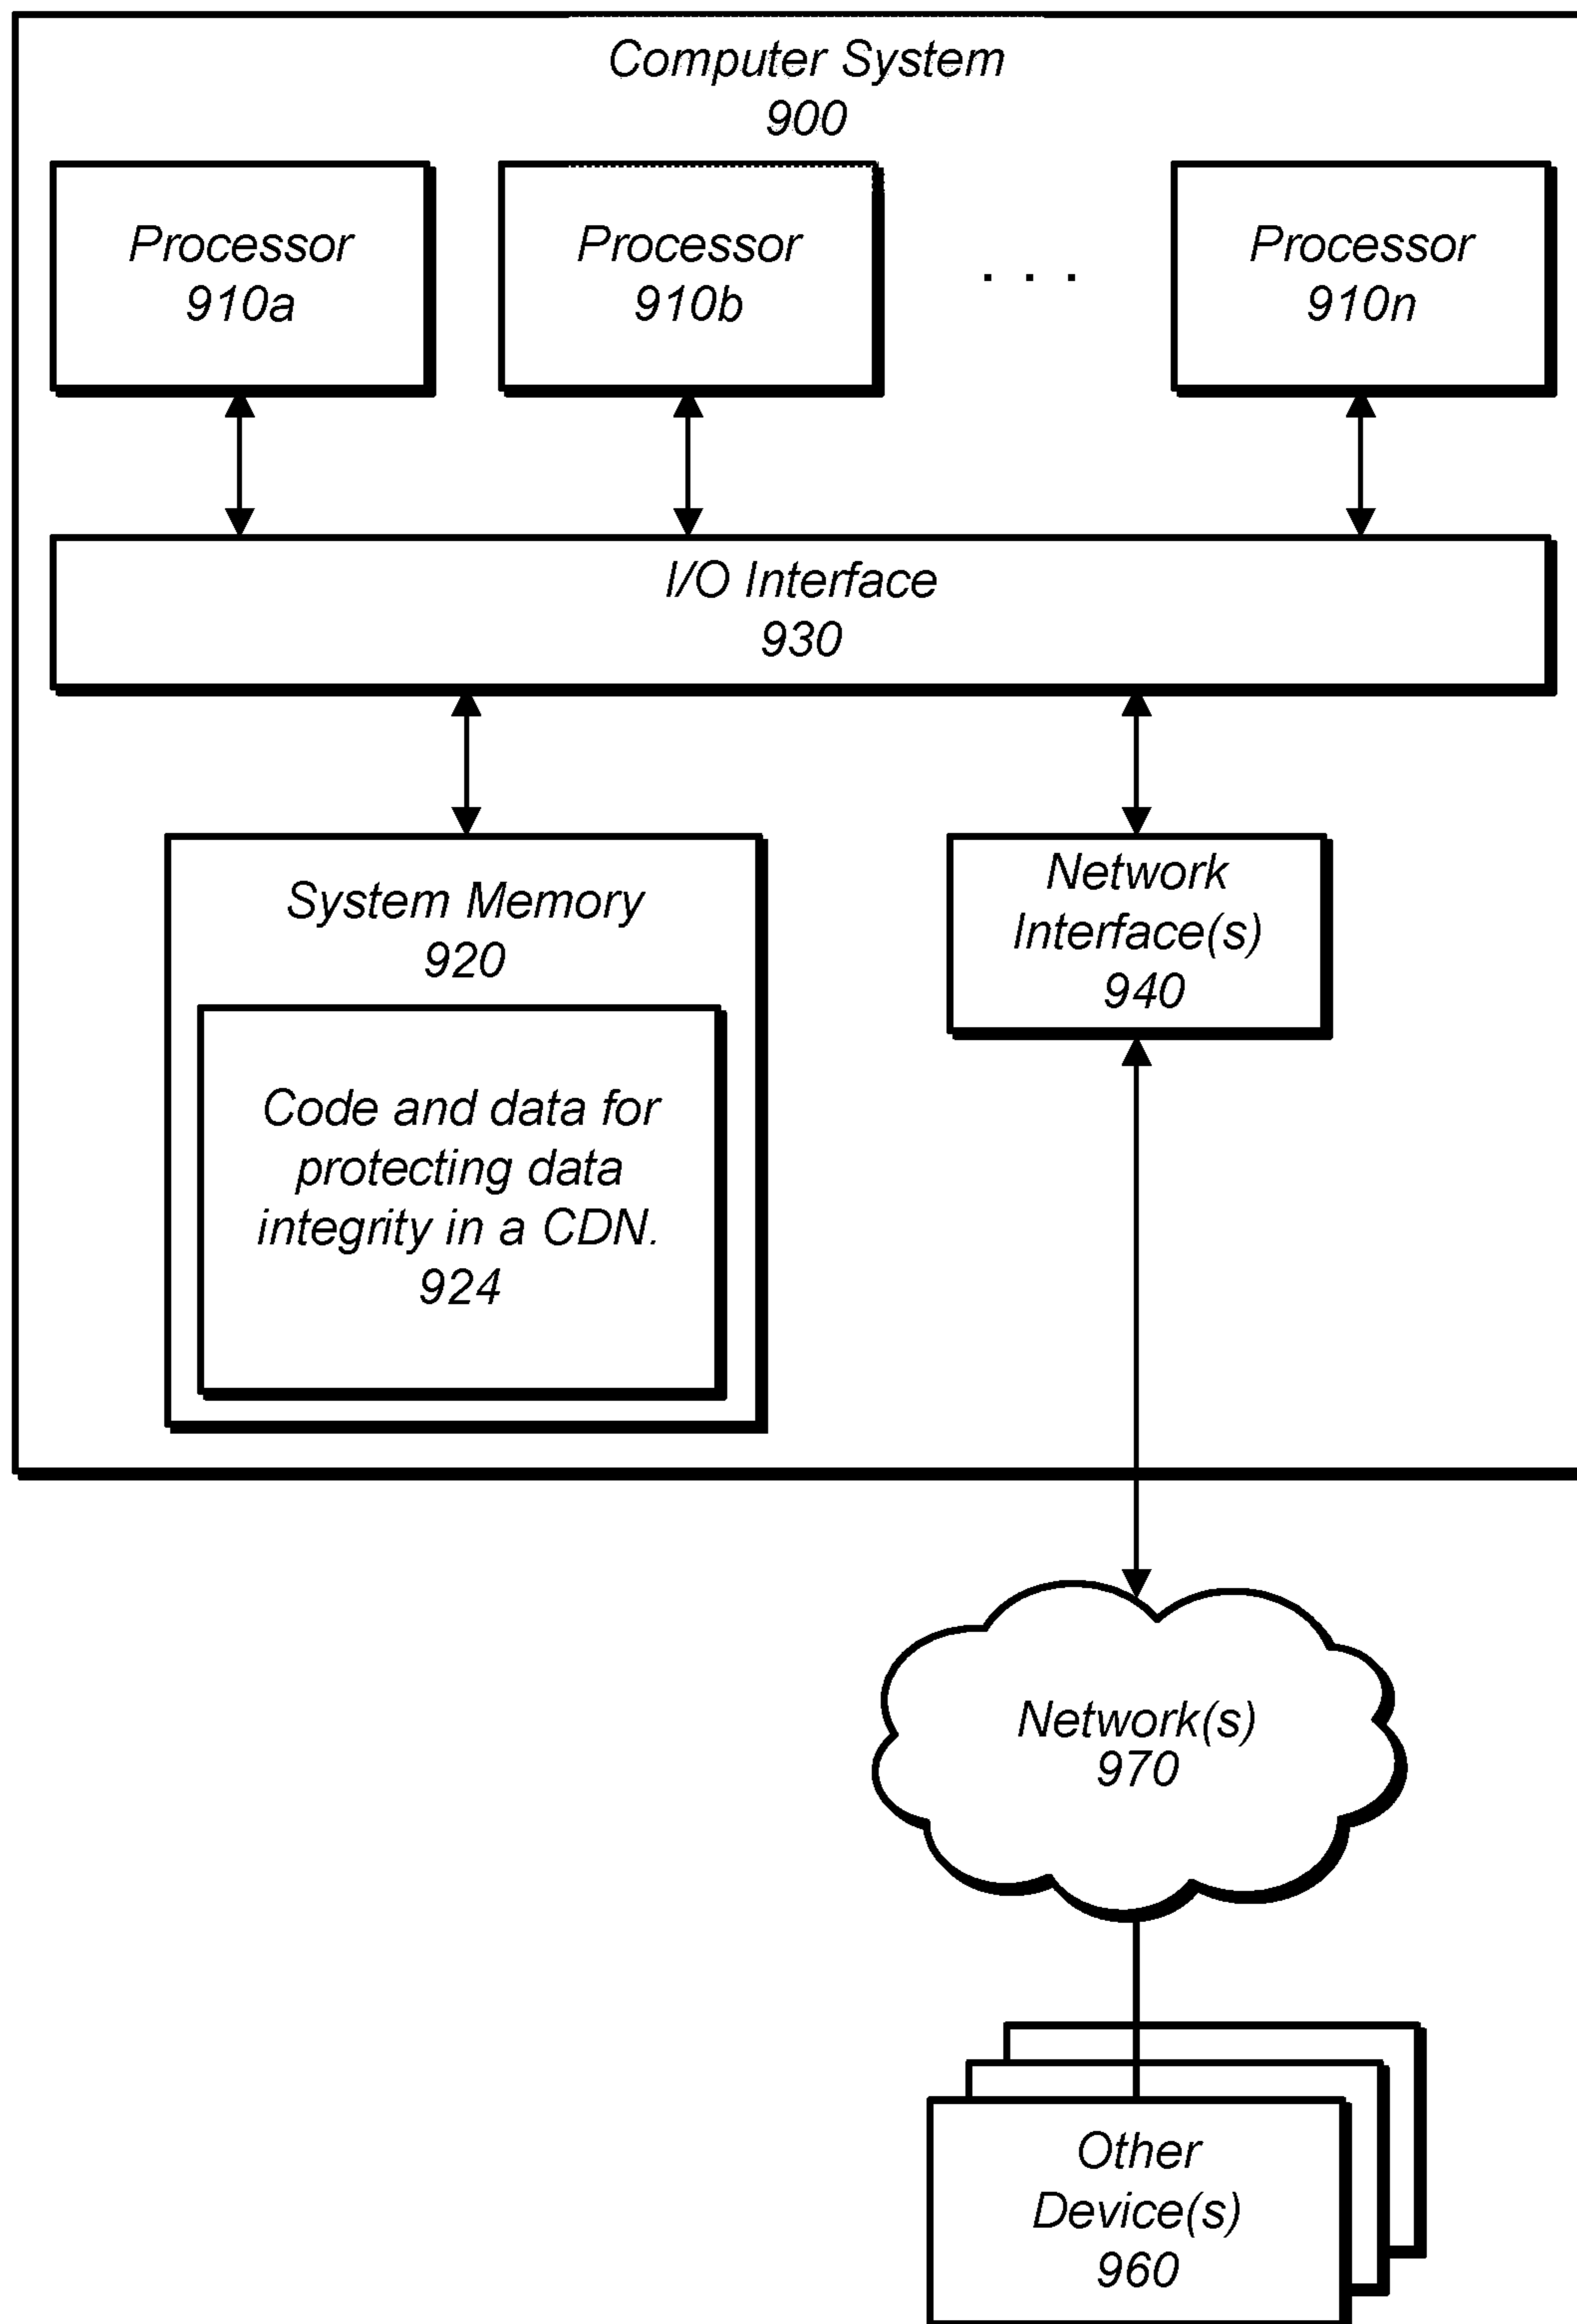 Computer System
900
Processor
910a
Processor
910b
. . .
Processor
910n
I/O Interface
930
System Memory
920
Code and data for
protecting data
integrity in a CDN.
924
Network
Interface(s)
940
Network(s)
970
Other
Device(s)
960